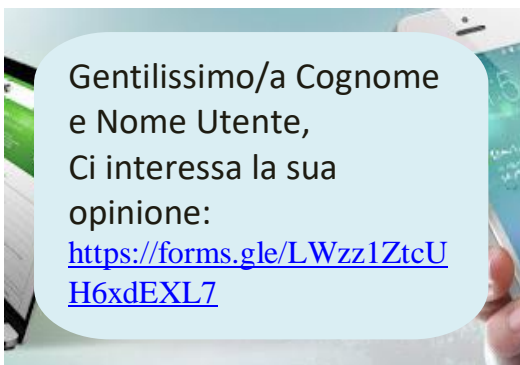 Gentilissimo/a Cognome
e Nome Utente,
Ci interessa la sua
opinione:
https://forms.gle/LWzz1ZtcU
H6xdEXL7